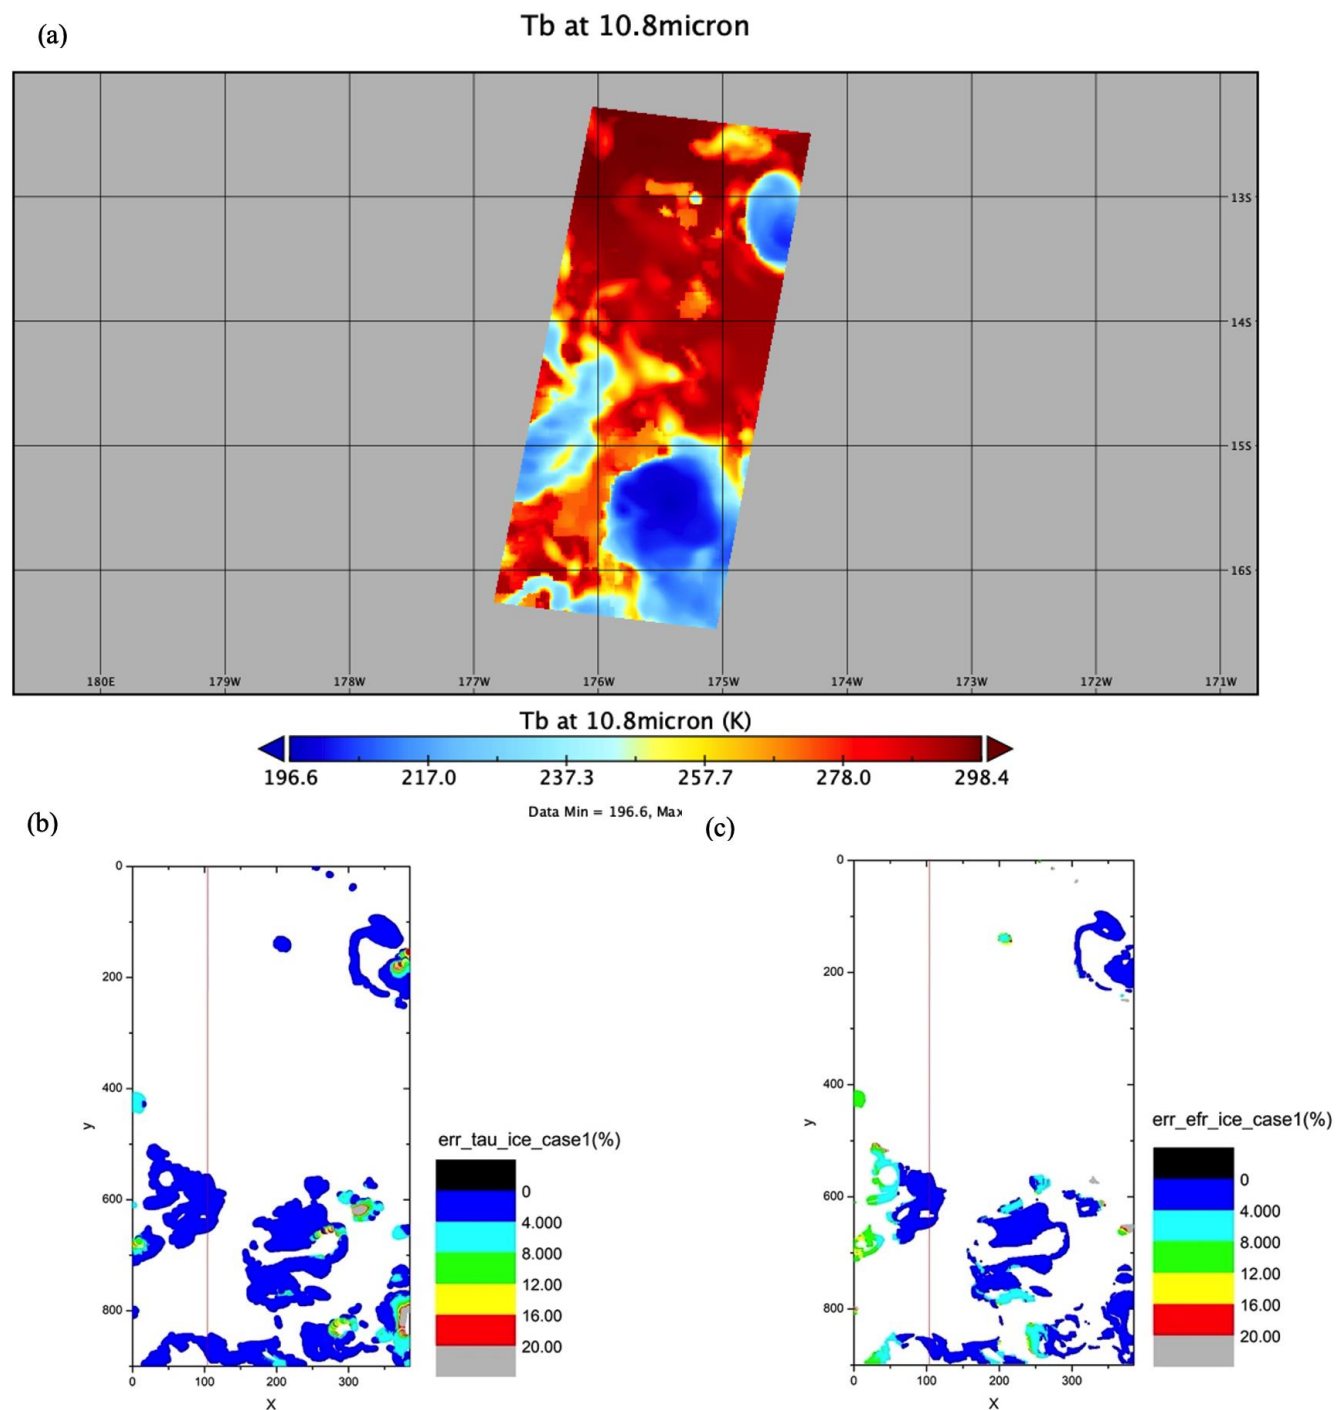 (a)
Tb at 10.8micron
13S
14S
15S
16S
180E 179W 178W 177W 176W 175W 174W 173W 172W 171W
Tb at 10.8micron (K)
196.6 217.0 237.3 257.7 278.0 298.4
Data Min = 196.6, Max
(b)
0
200
400
600
800
y
0 100 200 300
X
err_tau_ice_case1(%)
0
4.000
8.000
12.00
16.00
20.00
(c)
0
200
400
600
800
y
0 100 200 300
X
err_efr_ice_case1(%)
0
4.000
8.000
12.00
16.00
20.00